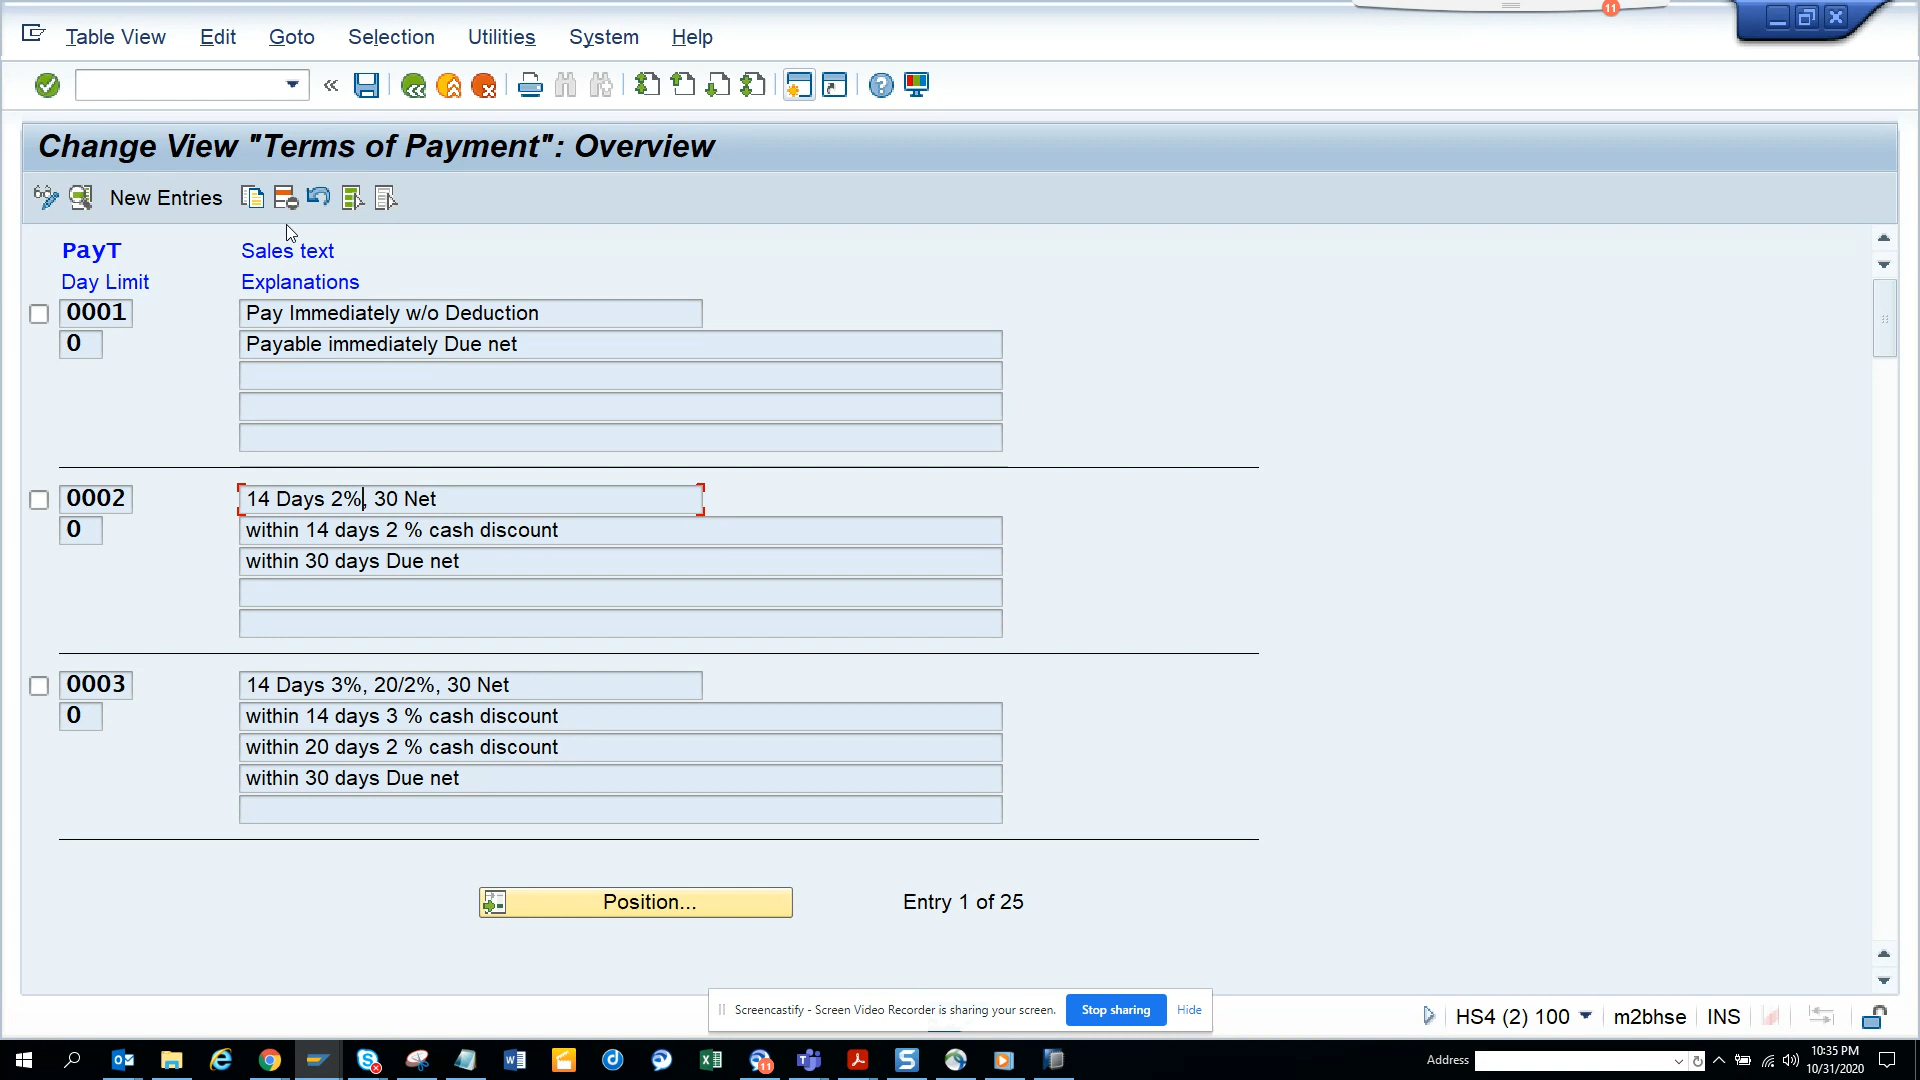 11
Table View Edit Goto Selection Utilities System Help
Change View "Terms of Payment": Overview
New Entries
PayT Sales text
Day Limit Explanations
0001 Pay Immediately w/o Deduction
0 Payable immediately Due net
0002 14 Days 2%, 30 Net
0 within 14 days 2 % cash discount
within 30 days Due net
0003 14 Days 3%, 20/2%, 30 Net
0 within 14 days 3 % cash discount
within 20 days 2 % cash discount
within 30 days Due net
Position... Entry 1 of 25
Screencastify - Screen Video Recorder is sharing your screen. Stop sharing Hide
HS4 (2) 100 m2bhse INS
11
Address
10:35 PM
10/31/2020